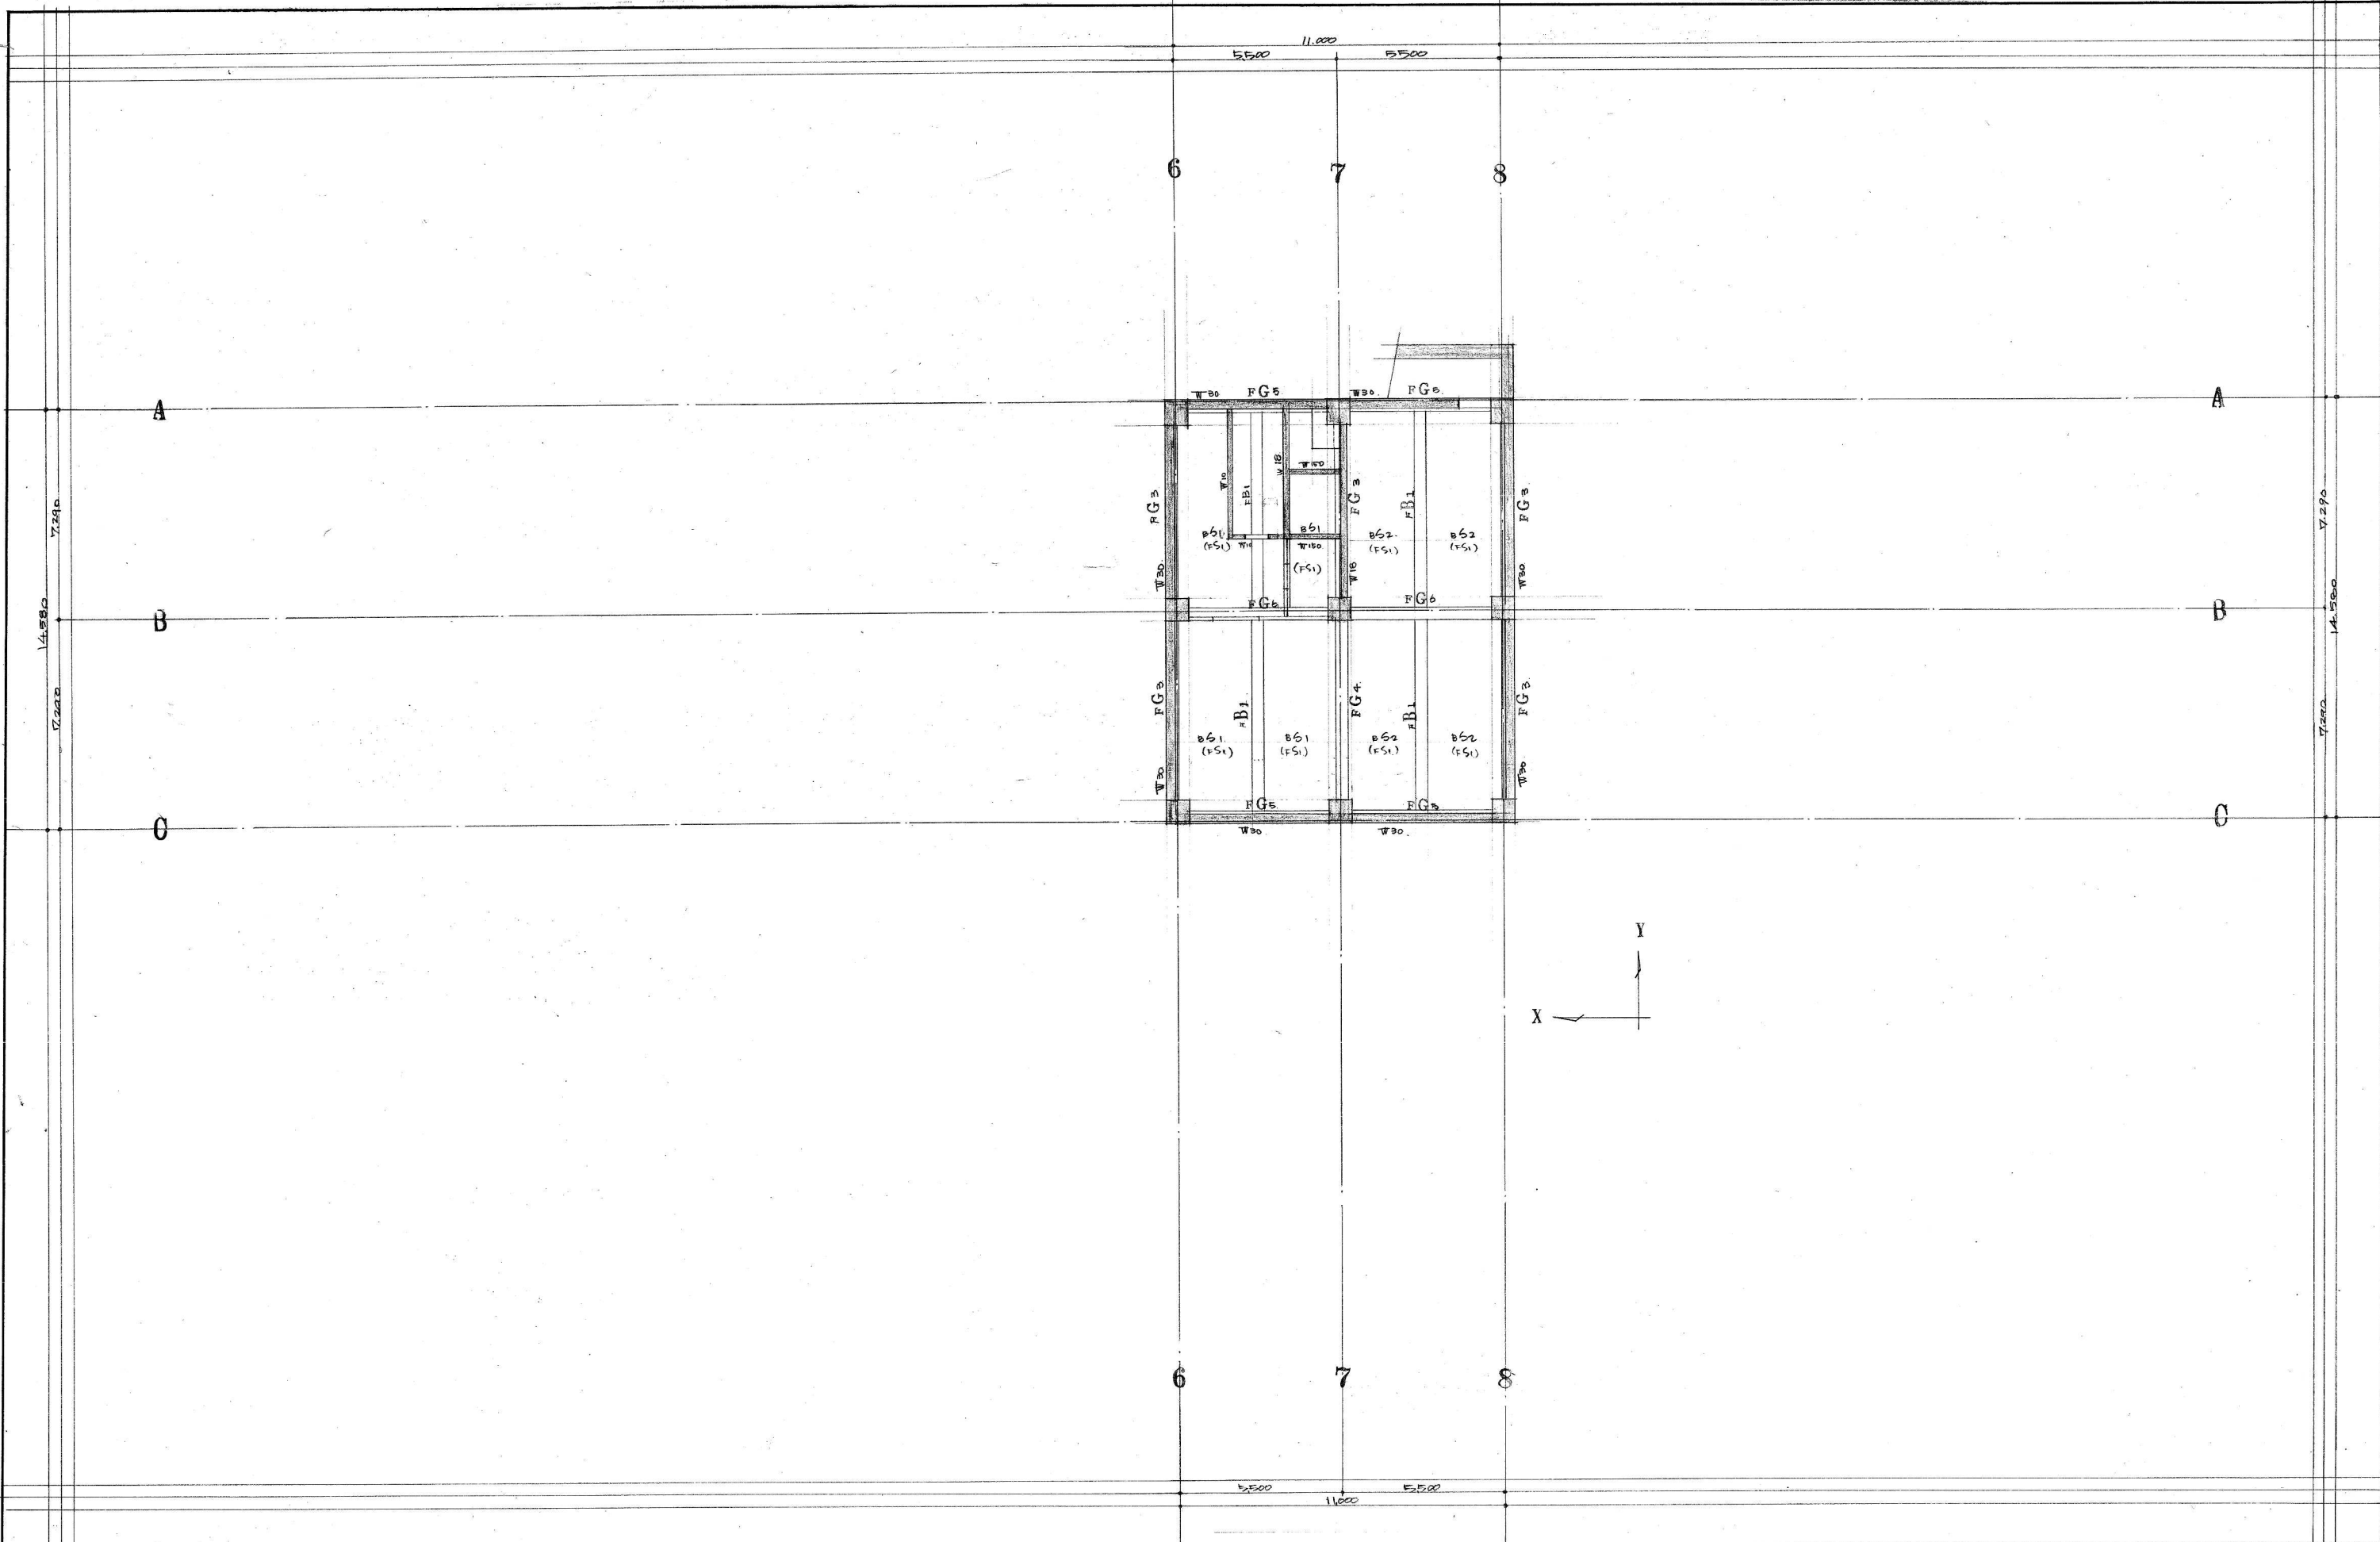 11.000
5.500 5500
6 7 8
A A
W30 FG5 W30. FG5.
W10 FB1 W18. W150
FG3 FG3 FB1 FG3
7.290 7.290
BS1. BS1 BS2. BS2
(FS1) W10 W150 (FS1) (FS1)
(FS1)
W30 W18 W30
FG6 FG6
B B
14.580 14.580
FG3 FB1 FG4. FB1 FG3.
7.290 7.290
BS1. BS1 BS2 BS2
(FS1) (FS1) (FS1) (FS1)
W30 W30
FG5. FG5
C C
W30 W30.
Y
X
6 7 8
5.500 5.500
11.000